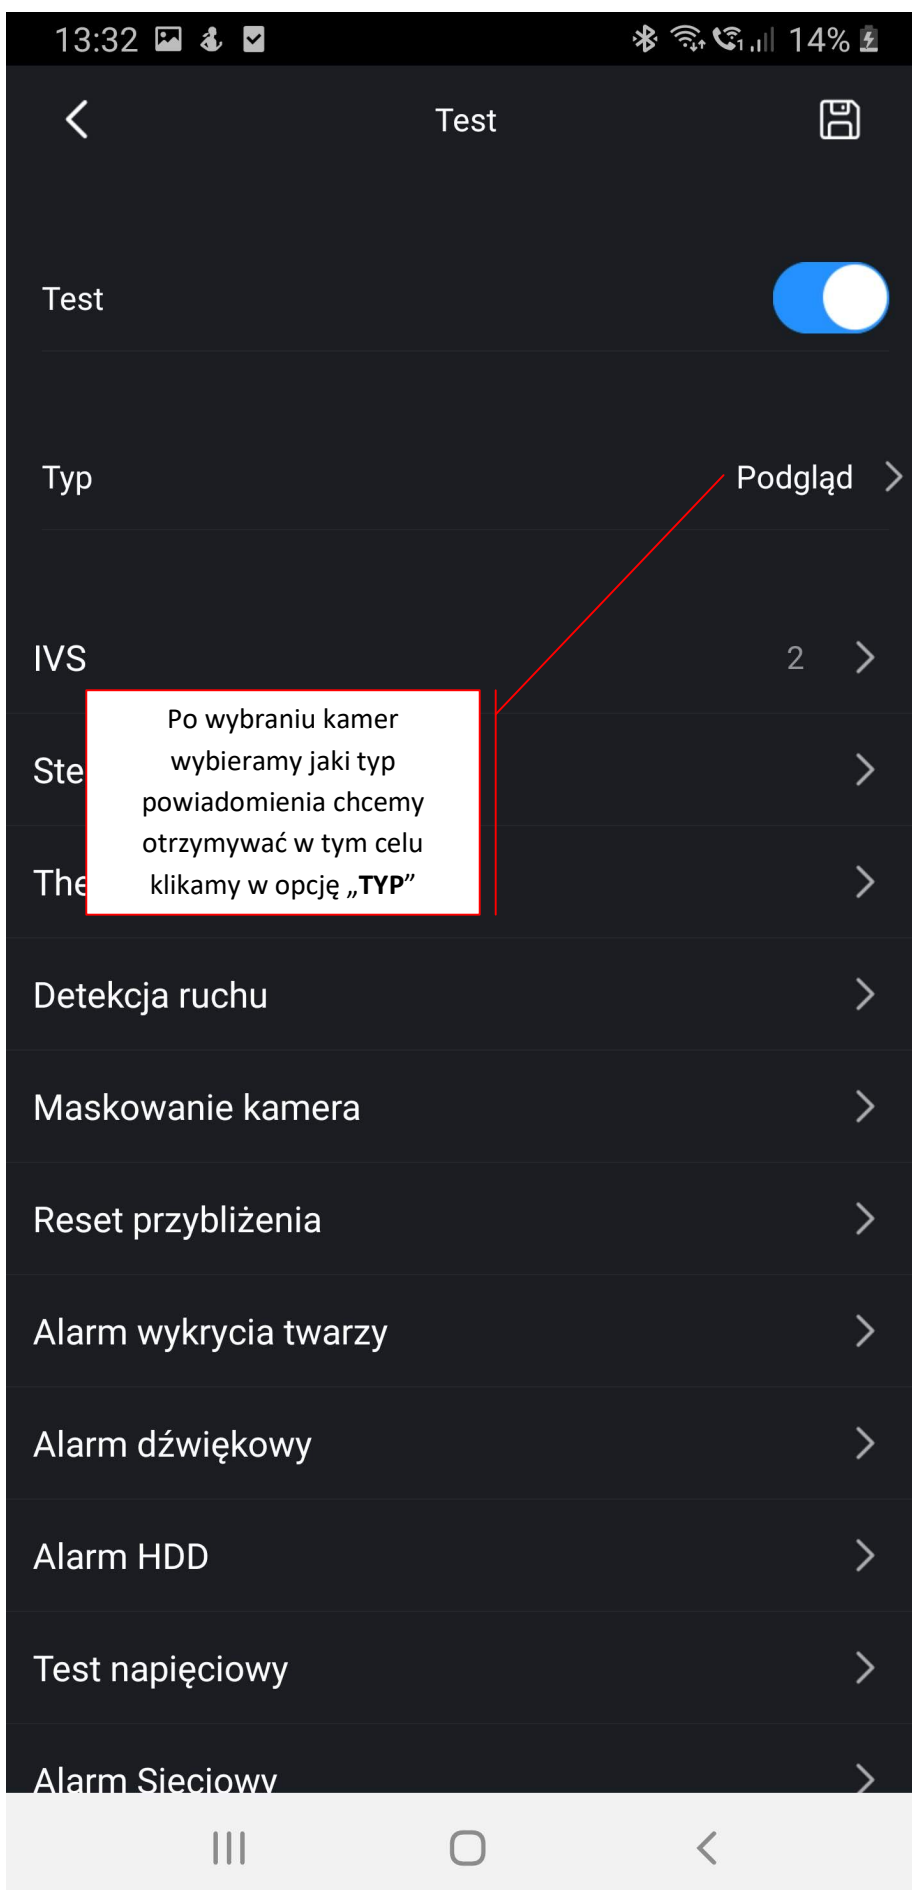 13:32 14%
Test
Test
Typ Podgląd
IVS 2
Po wybraniu kamer
wybieramy jaki typ
powiadomienia chcemy
otrzymywać w tym celu
klikamy w opcję „TYP”
Detekcja ruchu
Maskowanie kamera
Reset przybliżenia
Alarm wykrycia twarzy
Alarm dźwiękowy
Alarm HDD
Test napięciowy
Alarm Sieciowy